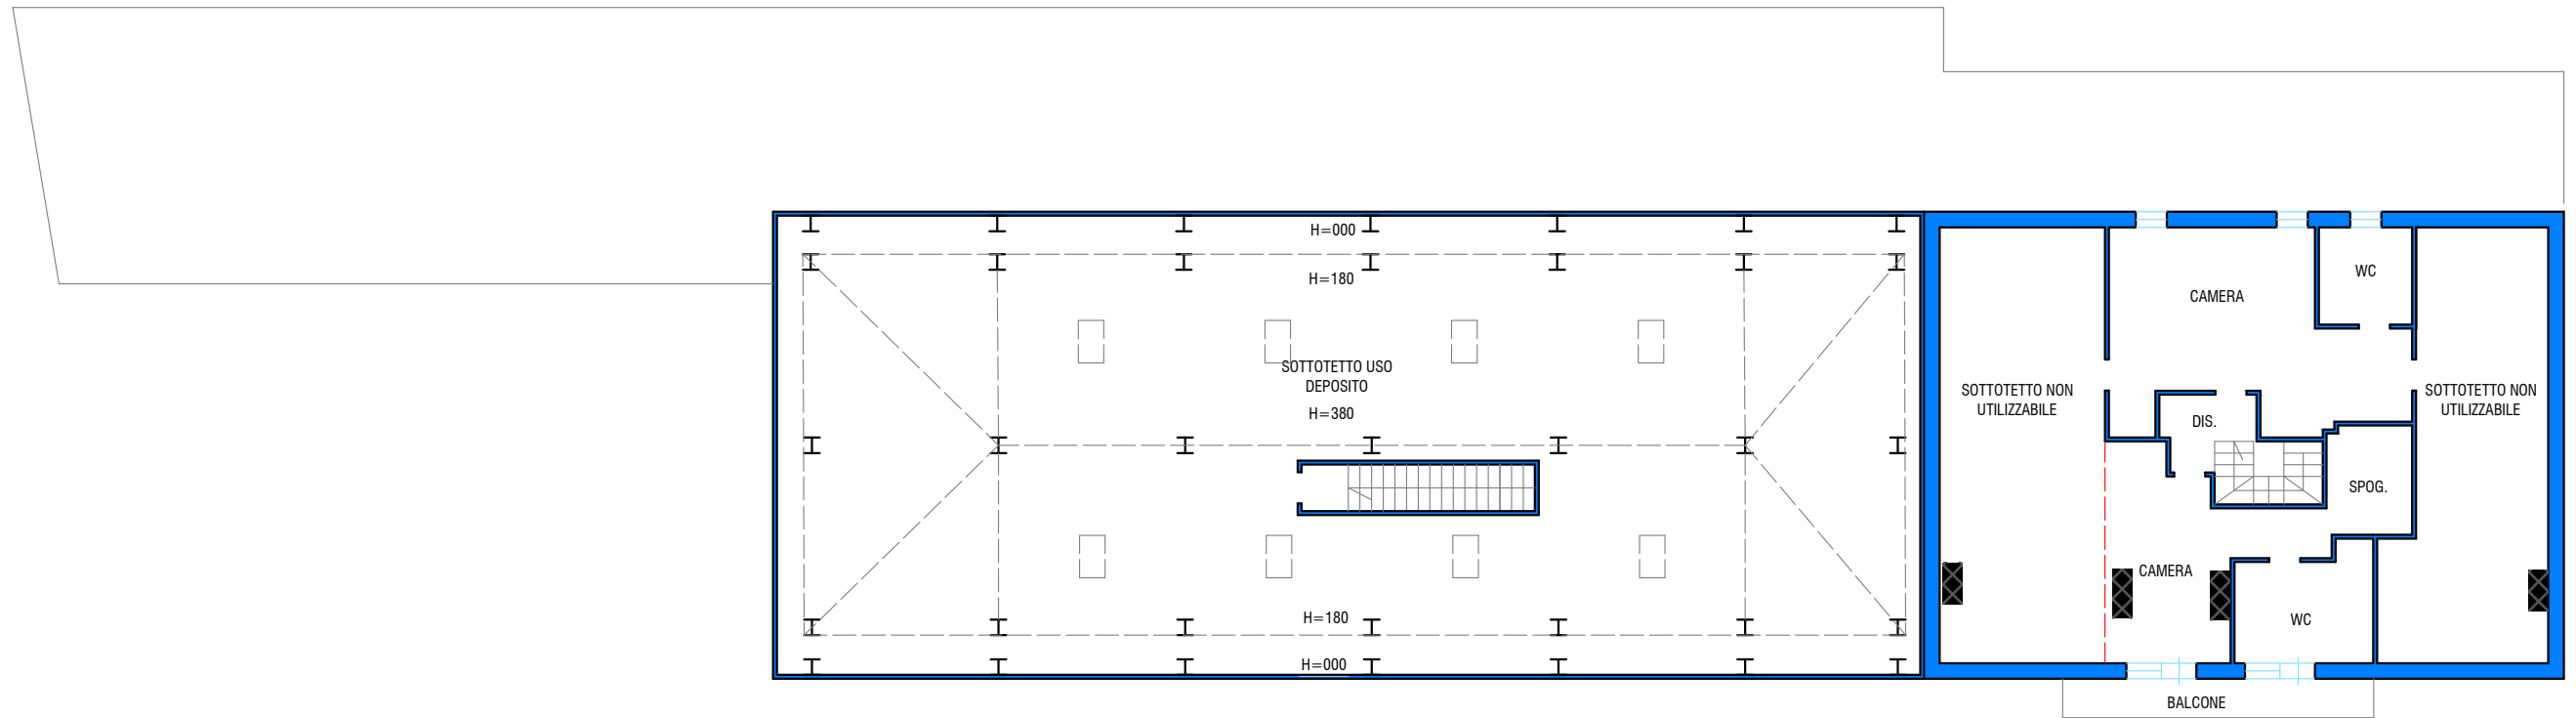 H=000
H=180
SOTTOTETTO USO
DEPOSITO
H=380
H=180
H=000
SOTTOTETTO NON
UTILIZZABILE
CAMERA
WC
DIS.
SPOG.
CAMERA
WC
SOTTOTETTO NON
UTILIZZABILE
BALCONE